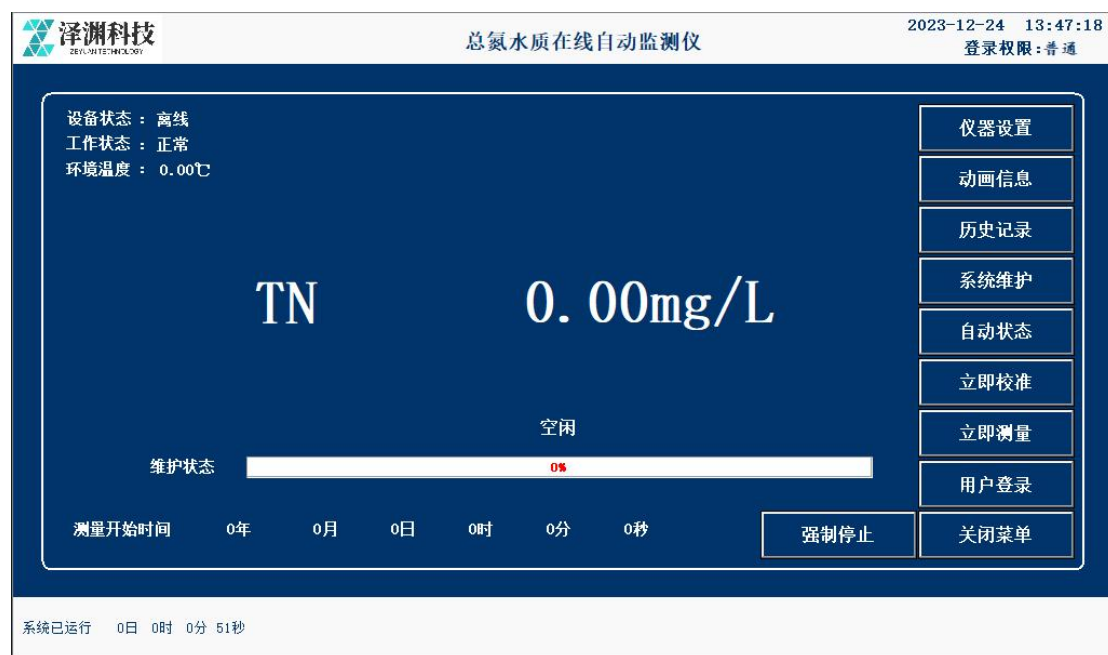 泽渊科技
ZEYUANTECHNOLOGY
总氮水质在线自动监测仪
2023-12-24 13:47:18
登录权限:普通
设备状态 : 离线
工作状态 : 正常
环境温度 : 0.00℃
仪器设置
动画信息
历史记录
系统维护
自动状态
立即校准
立即测量
用户登录
关闭菜单
TN 0.00mg/L
空闲
维护状态 0%
测量开始时间 0年 0月 0日 0时 0分 0秒
强制停止
系统已运行 0日 0时 0分 51秒